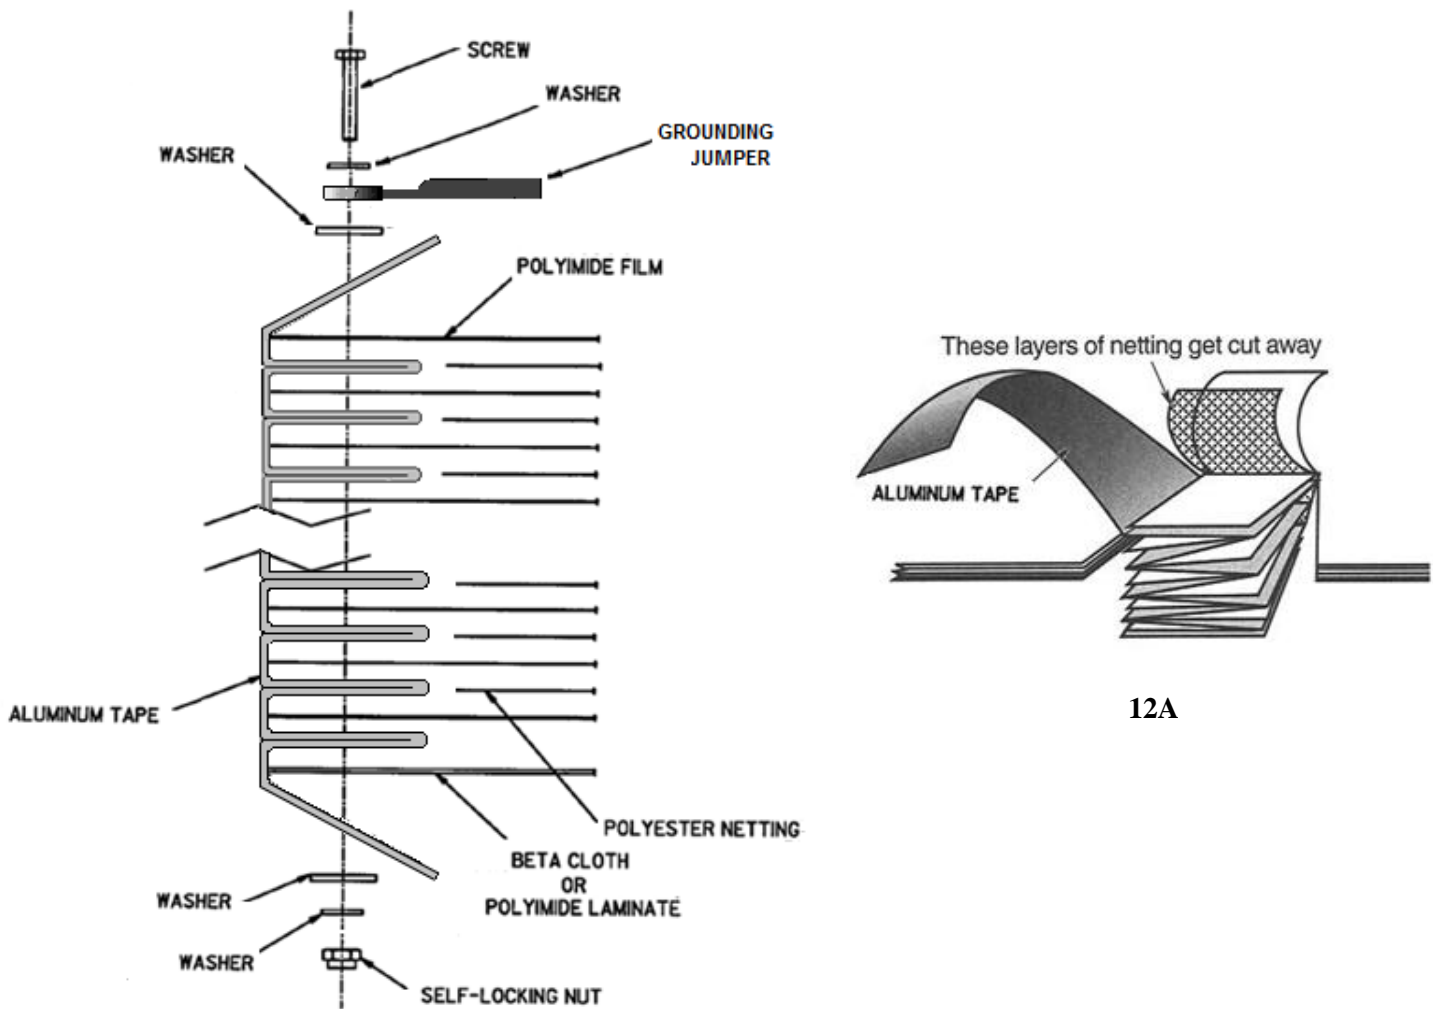 SCREW
WASHER
GROUNDING
JUMPER
WASHER
POLYIMIDE FILM
These layers of netting get cut away
ALUMINUM TAPE
ALUMINUM TAPE
12A
POLYESTER NETTING
BETA CLOTH
OR
POLYIMIDE LAMINATE
WASHER
WASHER
SELF-LOCKING NUT